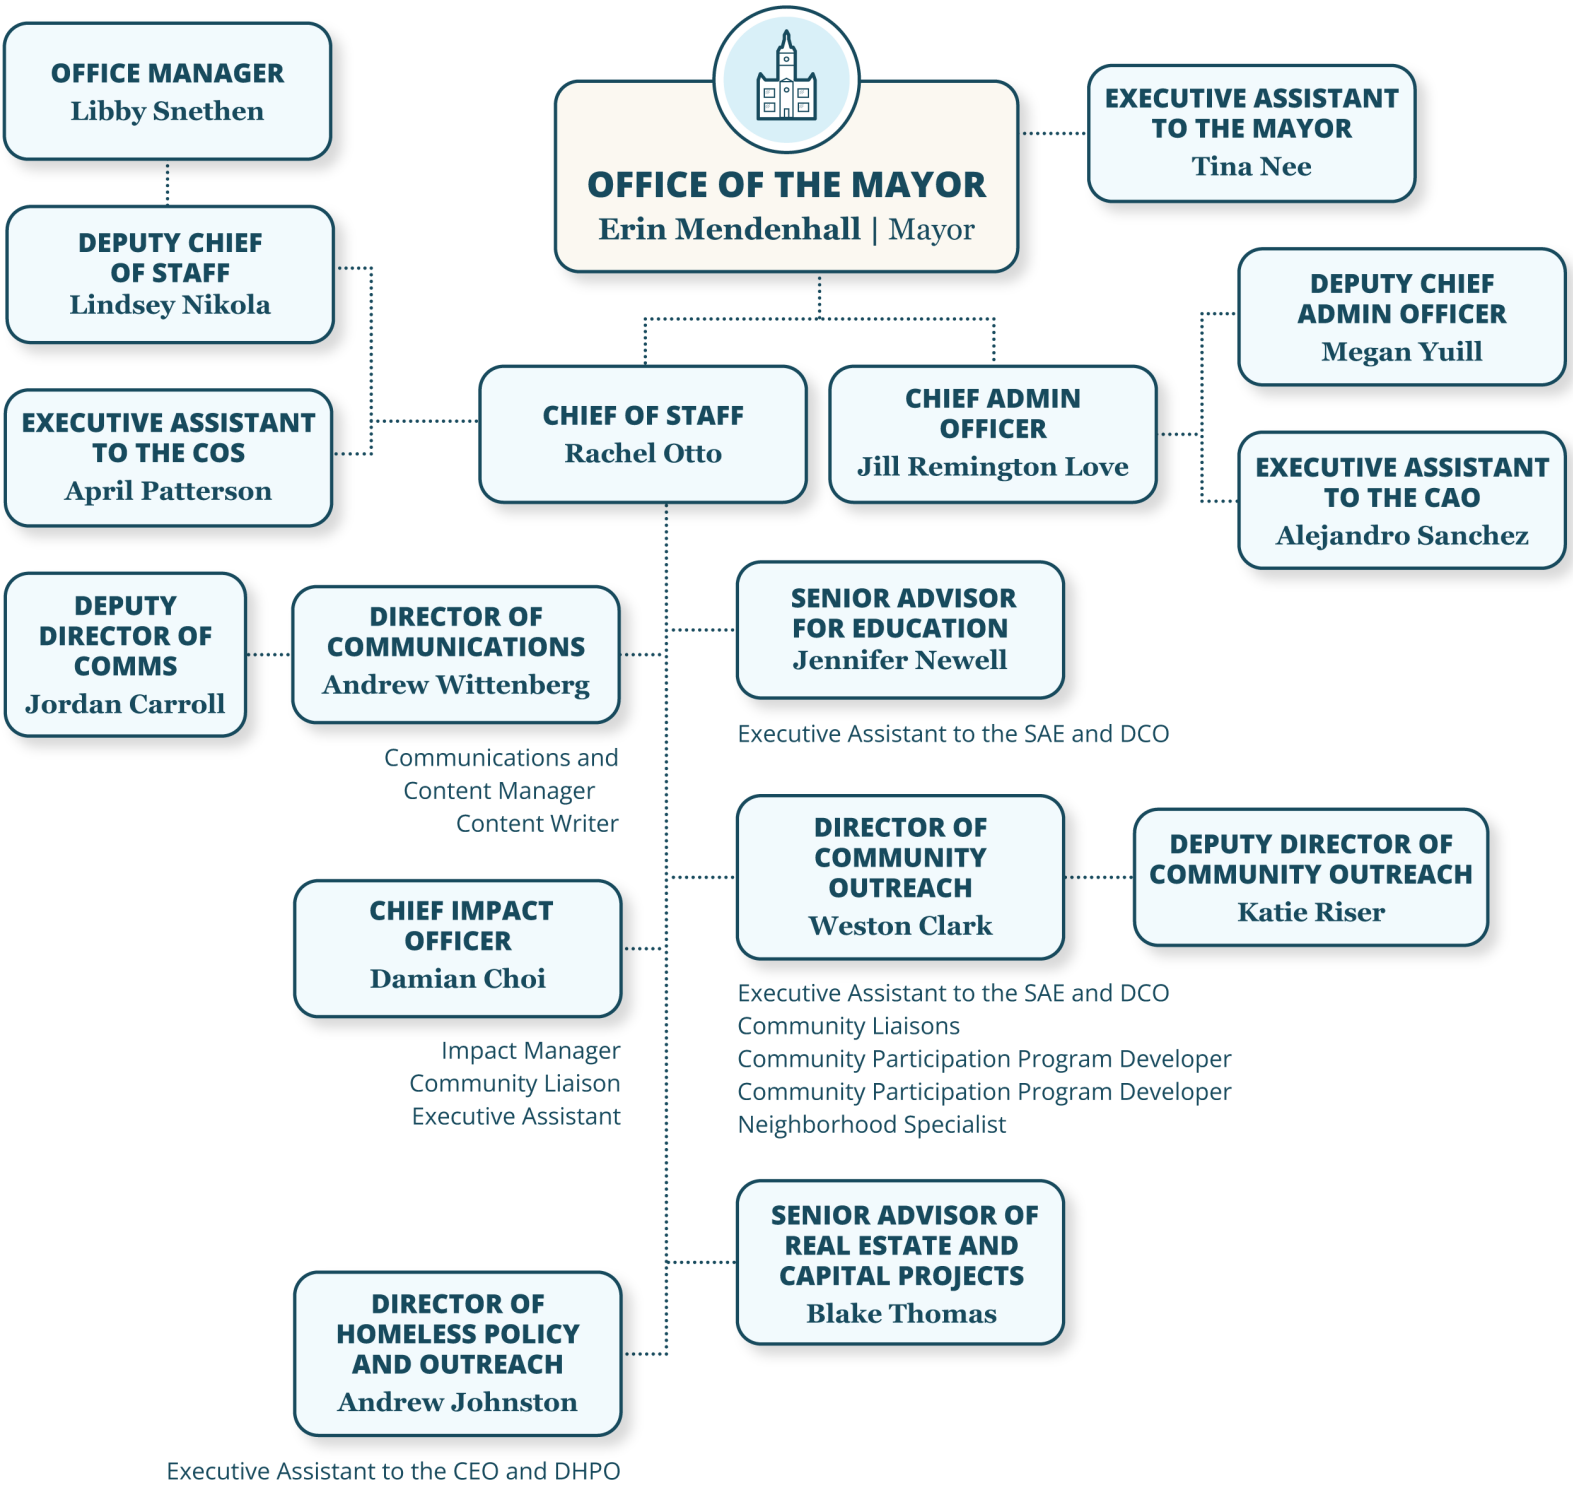 OFFICE MANAGER
Libby Snethen
OFFICE OF THE MAYOR
Erin Mendenhall | Mayor
EXECUTIVE ASSISTANT
TO THE MAYOR
Tina Nee
DEPUTY CHIEF
OF STAFF
Lindsey Nikola
DEPUTY CHIEF
ADMIN OFFICER
Megan Yuill
EXECUTIVE ASSISTANT
TO THE COS
April Patterson
CHIEF OF STAFF
Rachel Otto
CHIEF ADMIN
OFFICER
Jill Remington Love
EXECUTIVE ASSISTANT
TO THE CAO
Alejandro Sanchez
DEPUTY
DIRECTOR OF
COMMS
Jordan Carroll
DIRECTOR OF
COMMUNICATIONS
Andrew Wittenberg
Communications and
Content Manager
Content Writer
SENIOR ADVISOR
FOR EDUCATION
Jennifer Newell
Executive Assistant to the SAE and DCO
CHIEF IMPACT
OFFICER
Damian Choi
Impact Manager
Community Liaison
Executive Assistant
DIRECTOR OF
COMMUNITY
OUTREACH
Weston Clark
DEPUTY DIRECTOR OF
COMMUNITY OUTREACH
Katie Riser
Executive Assistant to the SAE and DCO
Community Liaisons
Community Participation Program Developer
Community Participation Program Developer
Neighborhood Specialist
SENIOR ADVISOR OF
REAL ESTATE AND
CAPITAL PROJECTS
Blake Thomas
DIRECTOR OF
HOMELESS POLICY
AND OUTREACH
Andrew Johnston
Executive Assistant to the CEO and DHPO